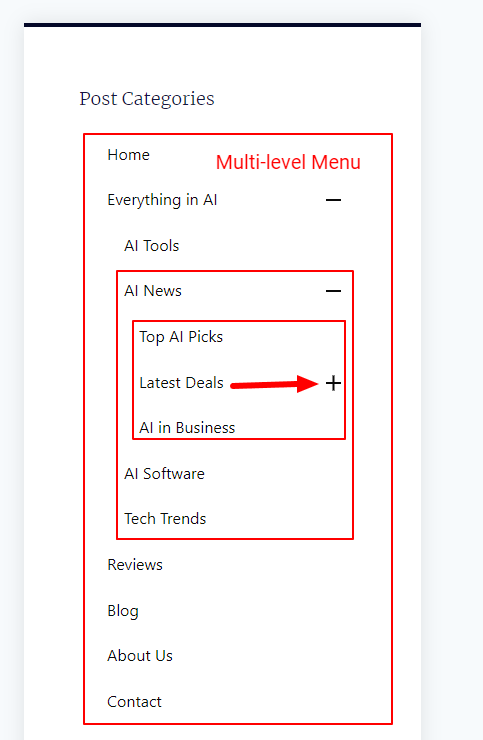 Post Categories
Home
Multi-level Menu
Everything in AI
AI Tools
AI News
Top AI Picks
Latest Deals
AI in Business
AI Software
Tech Trends
Reviews
Blog
About Us
Contact